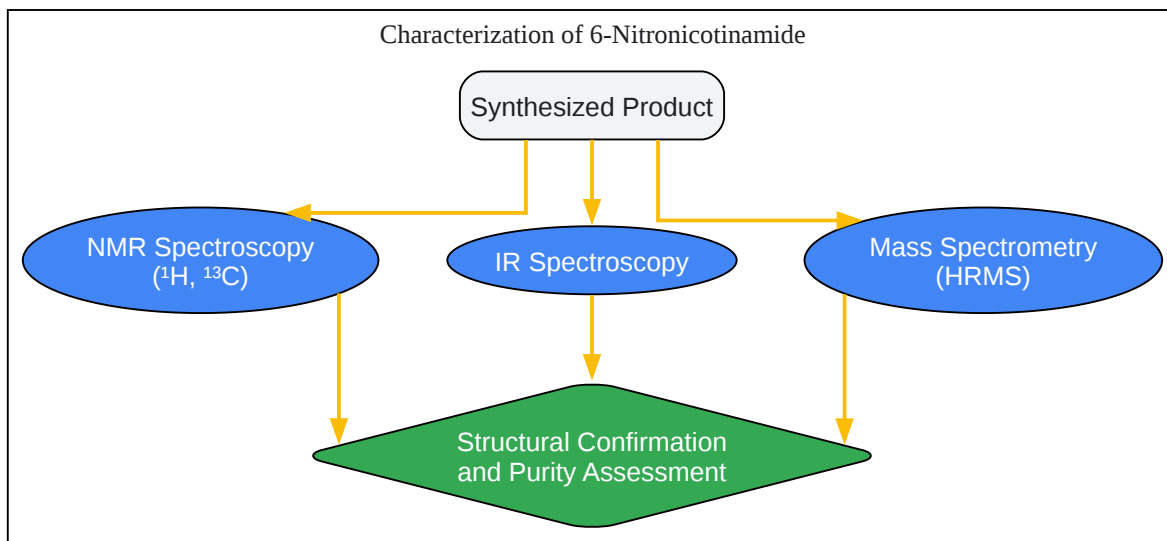 Characterization of 6-Nitronicotinamide
Synthesized Product
NMR Spectroscopy
(¹H, ¹³C)
IR Spectroscopy
Mass Spectrometry
(HRMS)
Structural Confirmation
and Purity Assessment